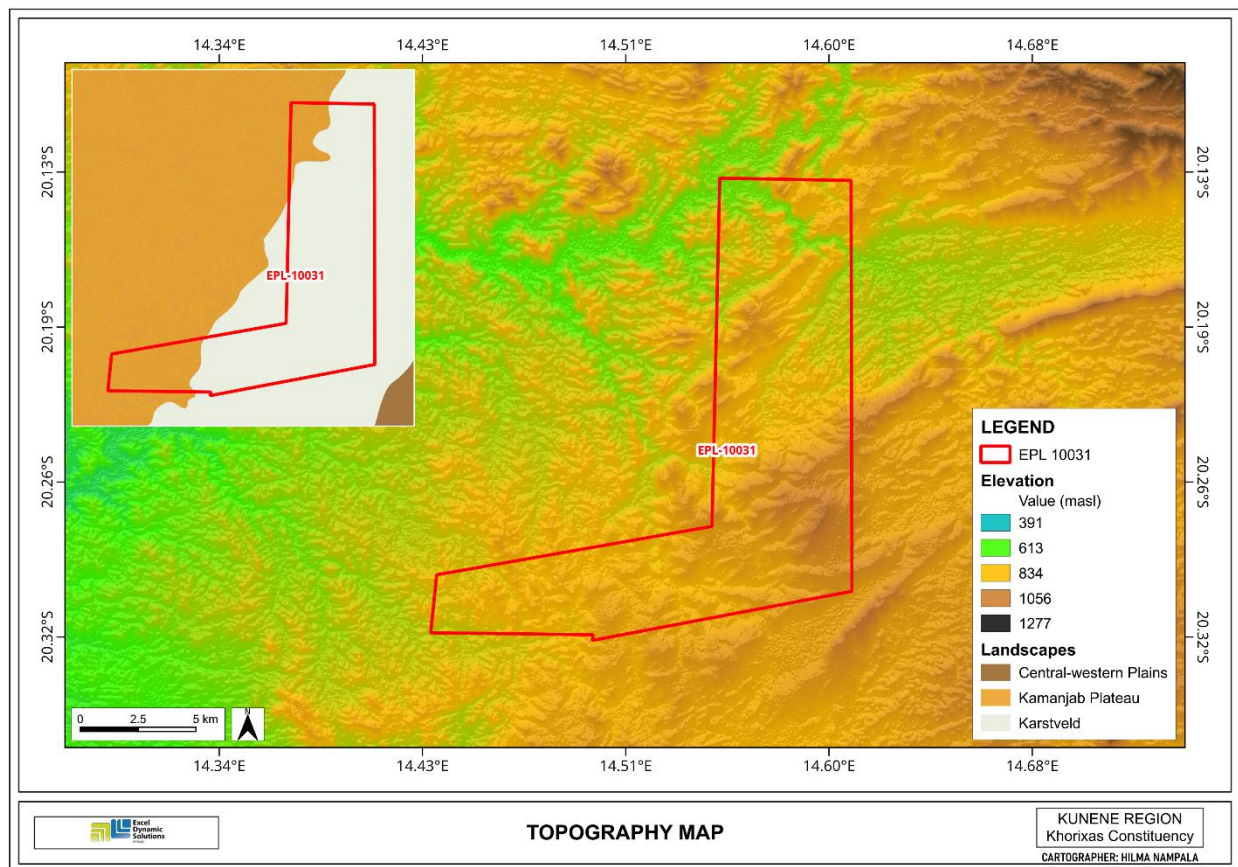 14.34°E 14.43°E 14.51°E 14.60°E 14.68°E
20.13°S
20.19°S
20.26°S
20.32°S
20.13°S
20.19°S
20.26°S
20.32°S
EPL-10031
EPL-10031
LEGEND
EPL 10031
Elevation
Value (masl)
391
613
834
1056
1277
Landscapes
Central-western Plains
Kamanjab Plateau
Karstveld
0 2.5 5 km
N
14.34°E 14.43°E 14.51°E 14.60°E 14.68°E
Excel
Dynamic
Solutions
TOPOGRAPHY MAP
KUNENE REGION
Khorixas Constituency
CARTOGRAPHER: HILMA NAMPALA